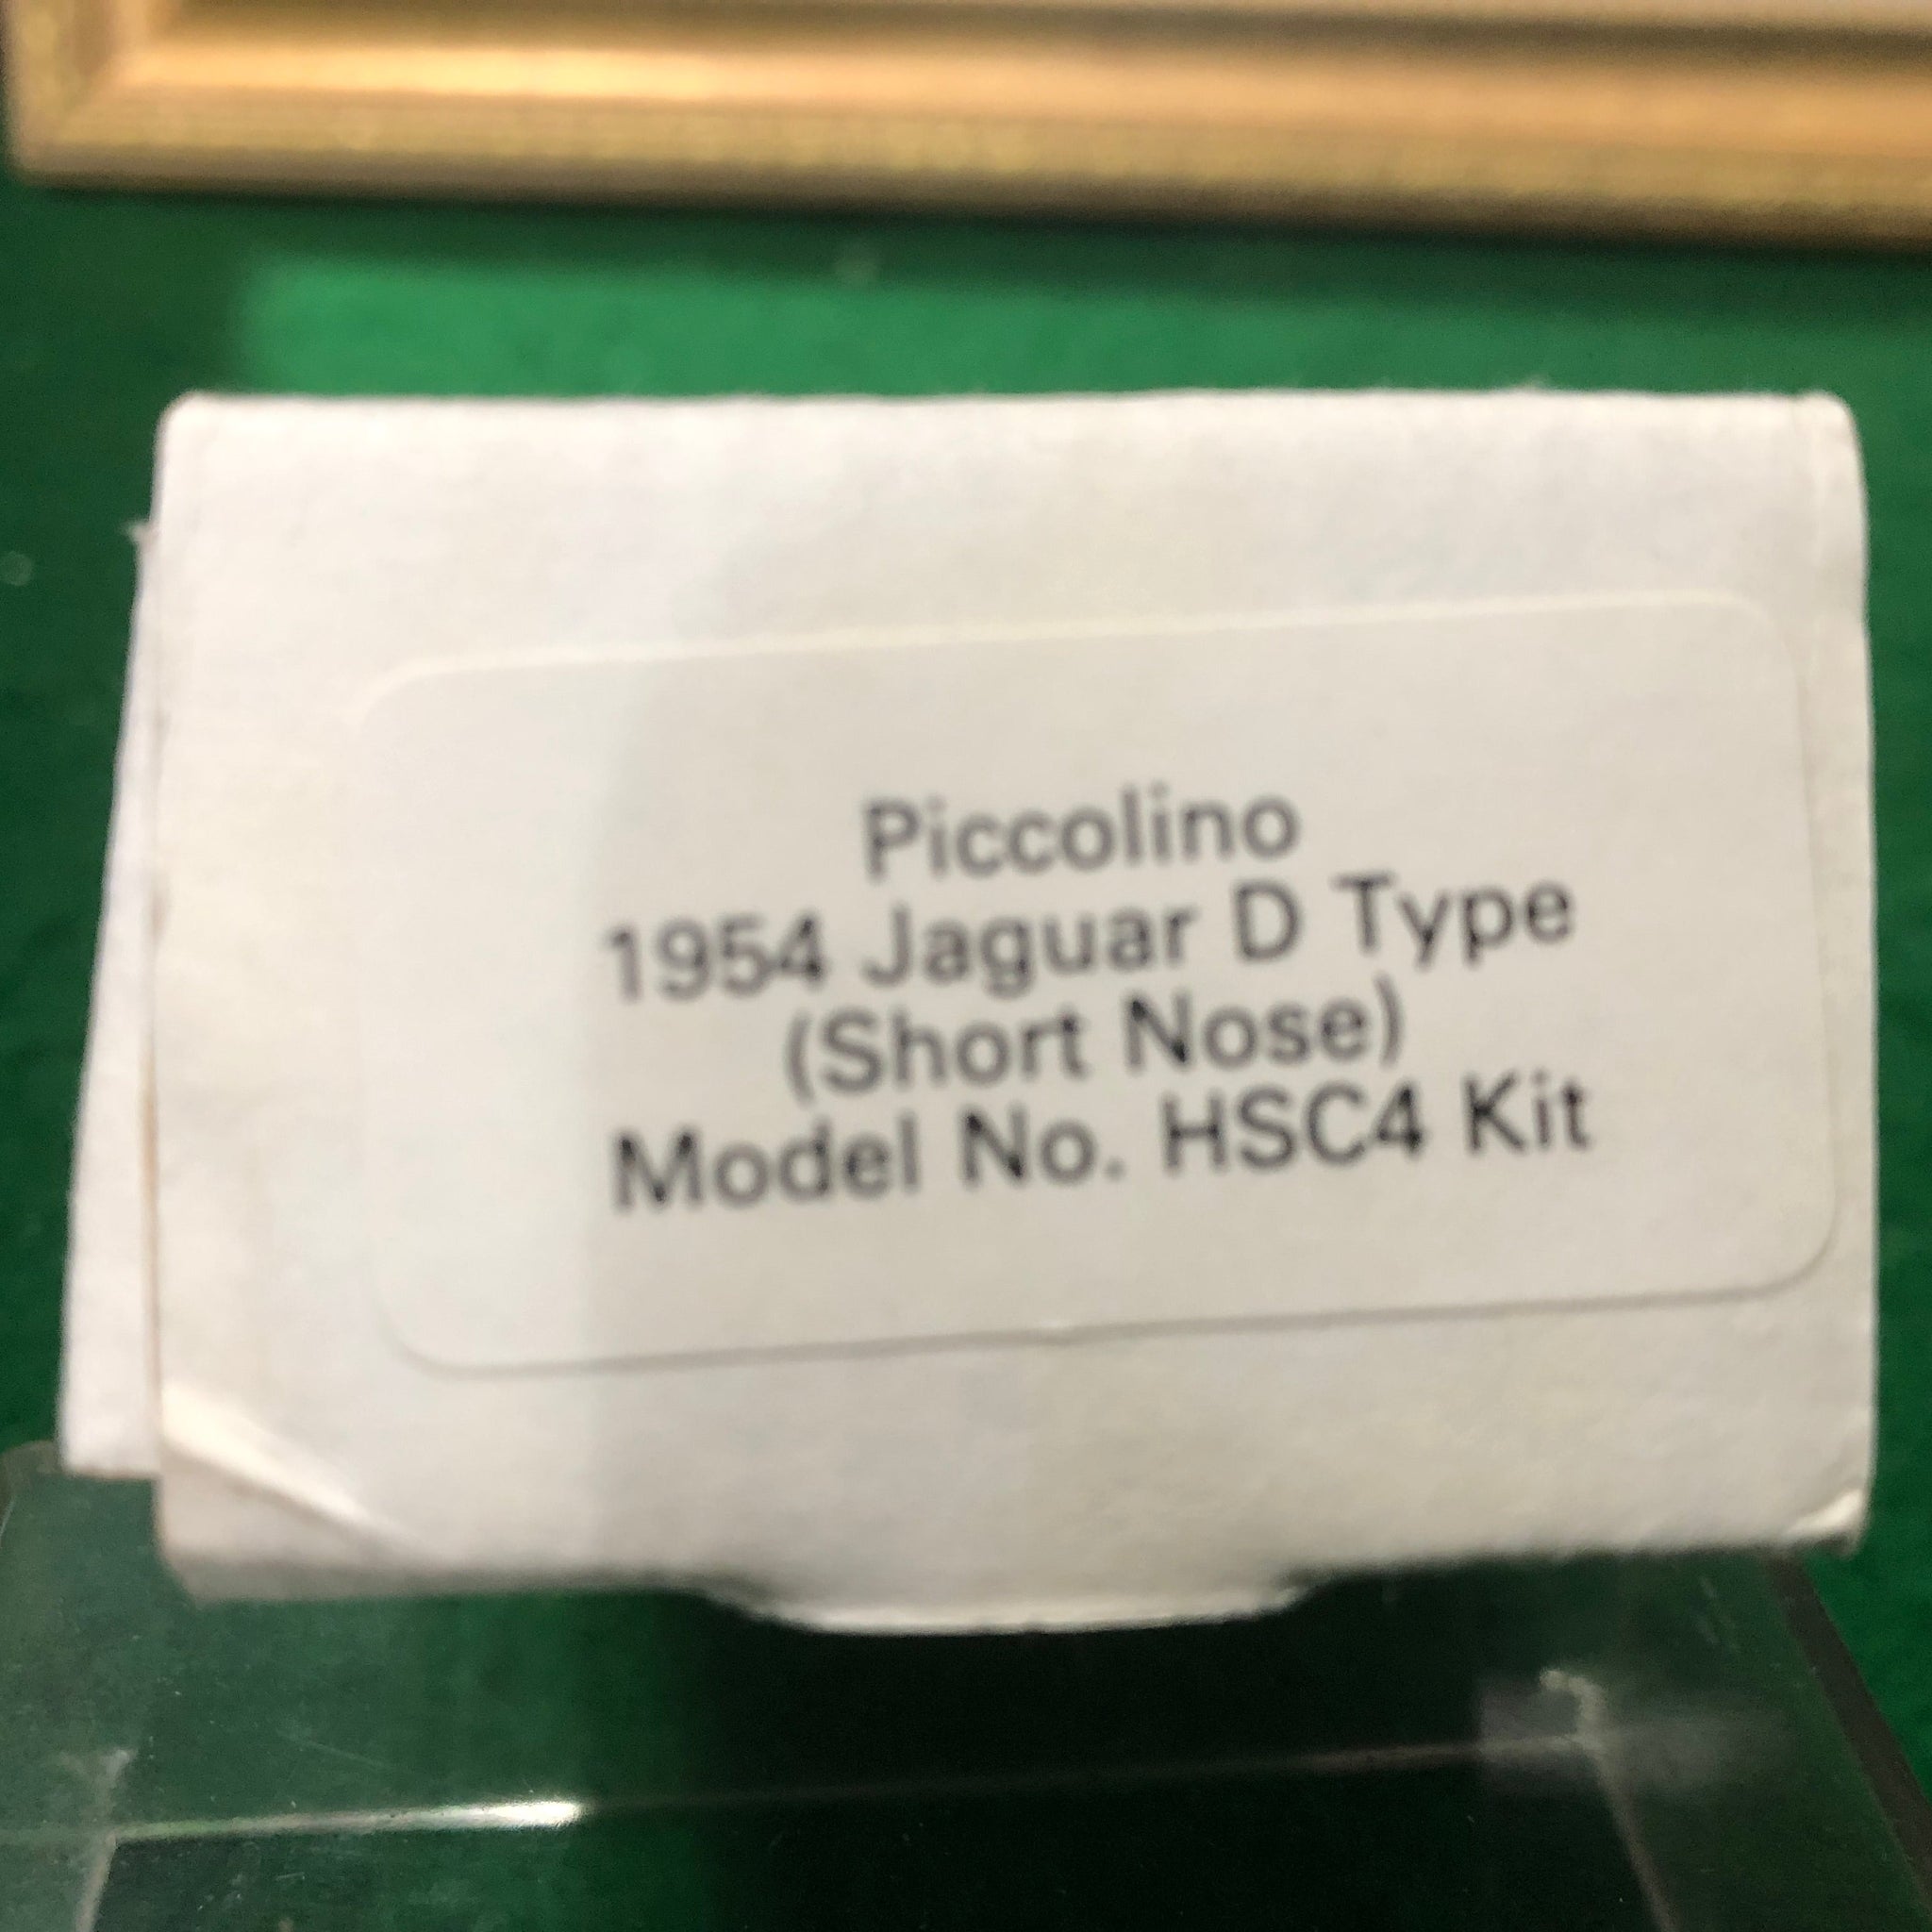 Piccolino
1954 Jaguar D Type
(Short Nose)
Model No. HSC4 Kit